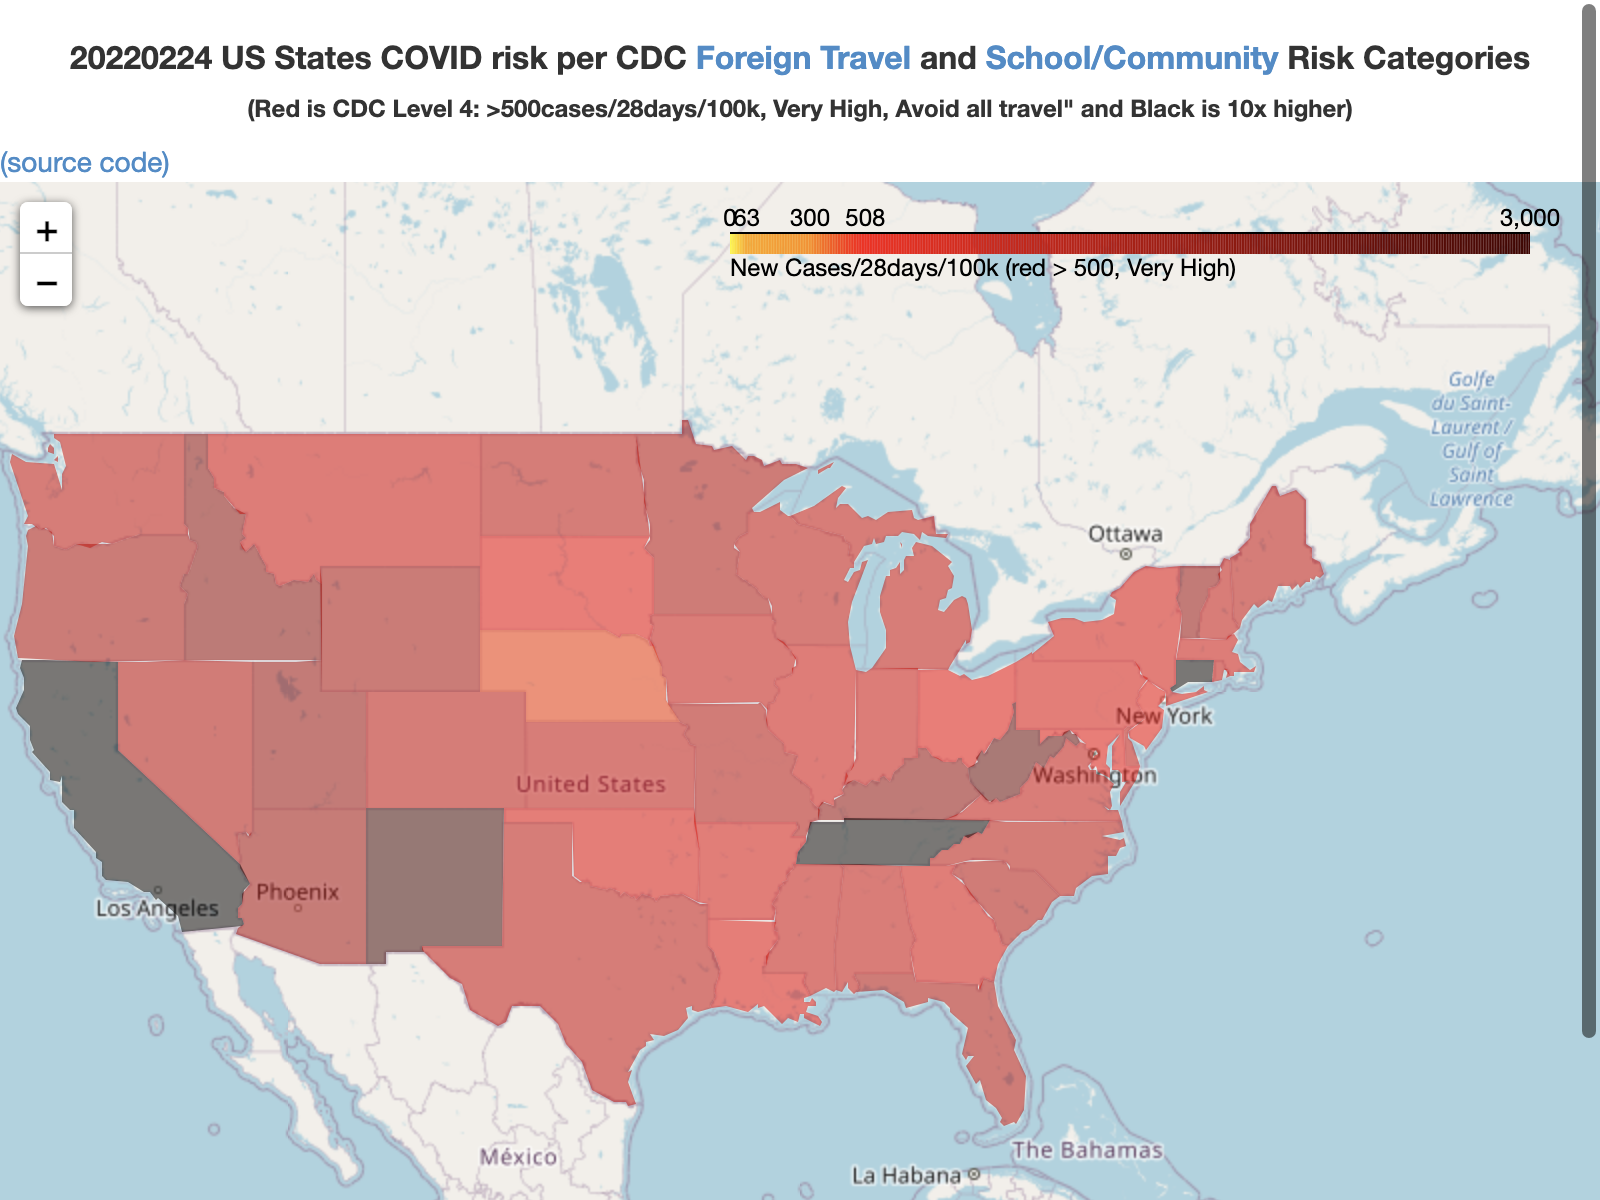 20220224 US States COVID risk per CDC Foreign Travel and School/Community Risk Categories
(Red is CDC Level 4: >500cases/28days/100k, Very High, Avoid all travel" and Black is 10x higher)
(source code)
+
−
063 300 508 3,000
New Cases/28days/100k (red > 500, Very High)
Golfe
du Saint-
Laurent /
Gulf of
Saint
Lawrence
Ottawa
New York
Washington
United States
Phoenix
Los Angeles
México
The Bahamas
La Habana